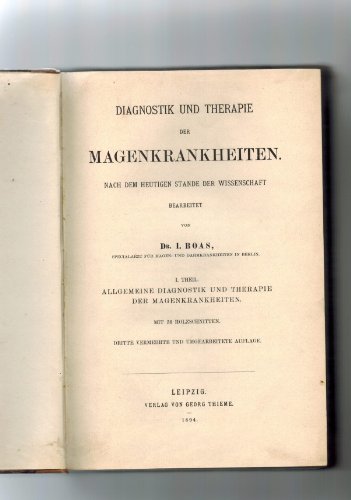 DIAGNOSTIK UND THERAPIE
DER
MAGENKRANKHEITEN.
NACH DEM HEUTIGEN STANDE DER WISSENSCHAFT
BEARBEITET
VON
DR. I. BOAS,
SPECIALARZT FÜR MAGEN- UND DARMKRANKHEITEN IN BERLIN.
I. THEIL.
ALLGEMEINE DIAGNOSTIK UND THERAPIE
DER MAGENKRANKHEITEN.
MIT HOLZSCHNITTEN.
DRITTE VERMEHRTE UND UMGEARBEITETE AUFLAGE.
LEIPZIG.
VERLAG VON GEORG THIEME.
1894.